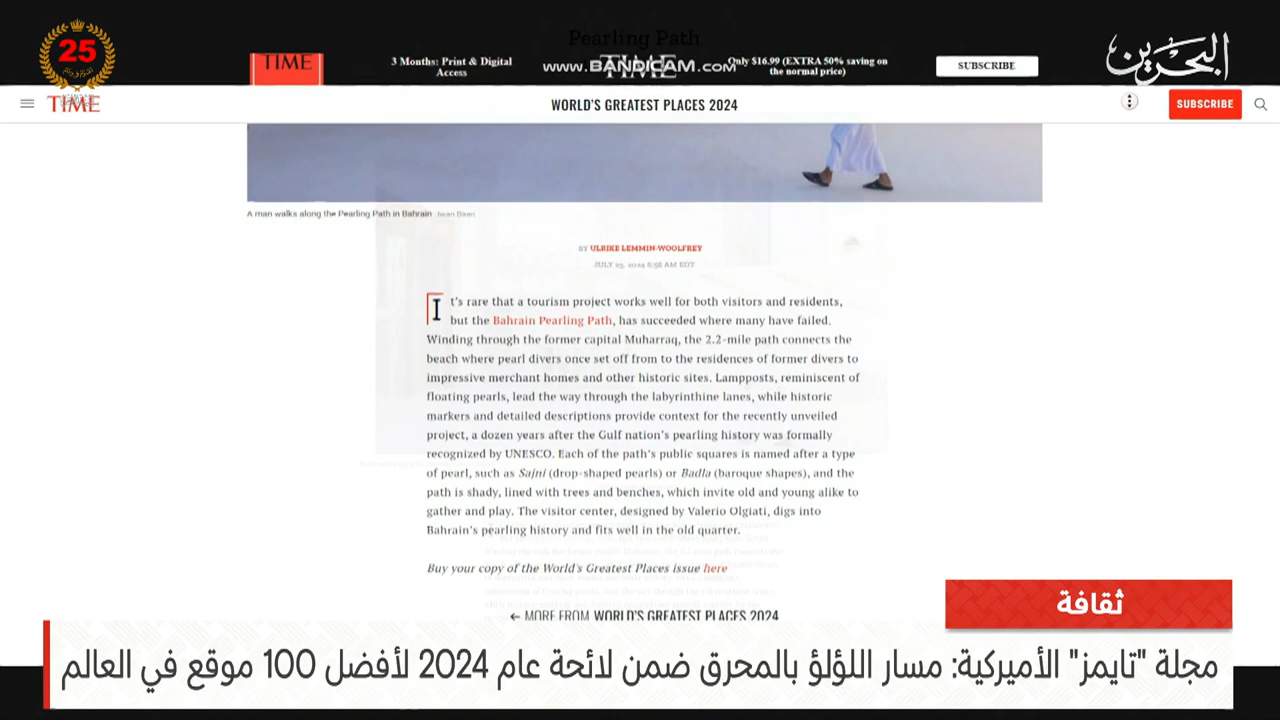 Pearling Path
25
TIME
3 Months: Print & Digital
Access
www.BANDICAM.com
TIME
Only $16.99 (EXTRA 50% saving on
the normal price)
SUBSCRIBE
البحرين
TIME
WORLD'S GREATEST PLACES 2024
SUBSCRIBE
A man walks along the Pearling Path in Bahrain Iwan Baan
BY ULRIKE LEMMIN-WOOLFREY
JULY 25, 2024 6:56 AM EDT
It's rare that a tourism project works well for both visitors and residents,
but the Bahrain Pearling Path, has succeeded where many have failed.
Winding through the former capital Muharraq, the 2.2-mile path connects the
beach where pearl divers once set off from to the residences of former divers to
impressive merchant homes and other historic sites. Lampposts, reminiscent of
floating pearls, lead the way through the labyrinthine lanes, while historic
markers and detailed descriptions provide context for the recently unveiled
project, a dozen years after the Gulf nation's pearling history was formally
recognized by UNESCO. Each of the path's public squares is named after a type
of pearl, such as Sajni (drop-shaped pearls) or Badla (baroque shapes), and the
path is shady, lined with trees and benches, which invite old and young alike to
gather and play. The visitor center, designed by Valerio Olgiati, digs into
Bahrain's pearling history and fits well in the old quarter.
Buy your copy of the World's Greatest Places issue here
← MORE FROM WORLD'S GREATEST PLACES 2024
ثقافة
مجلة "تايمز" الأميركية: مسار اللؤلؤ بالمحرق ضمن لائحة عام 2024 لأفضل 100 موقع في العالم